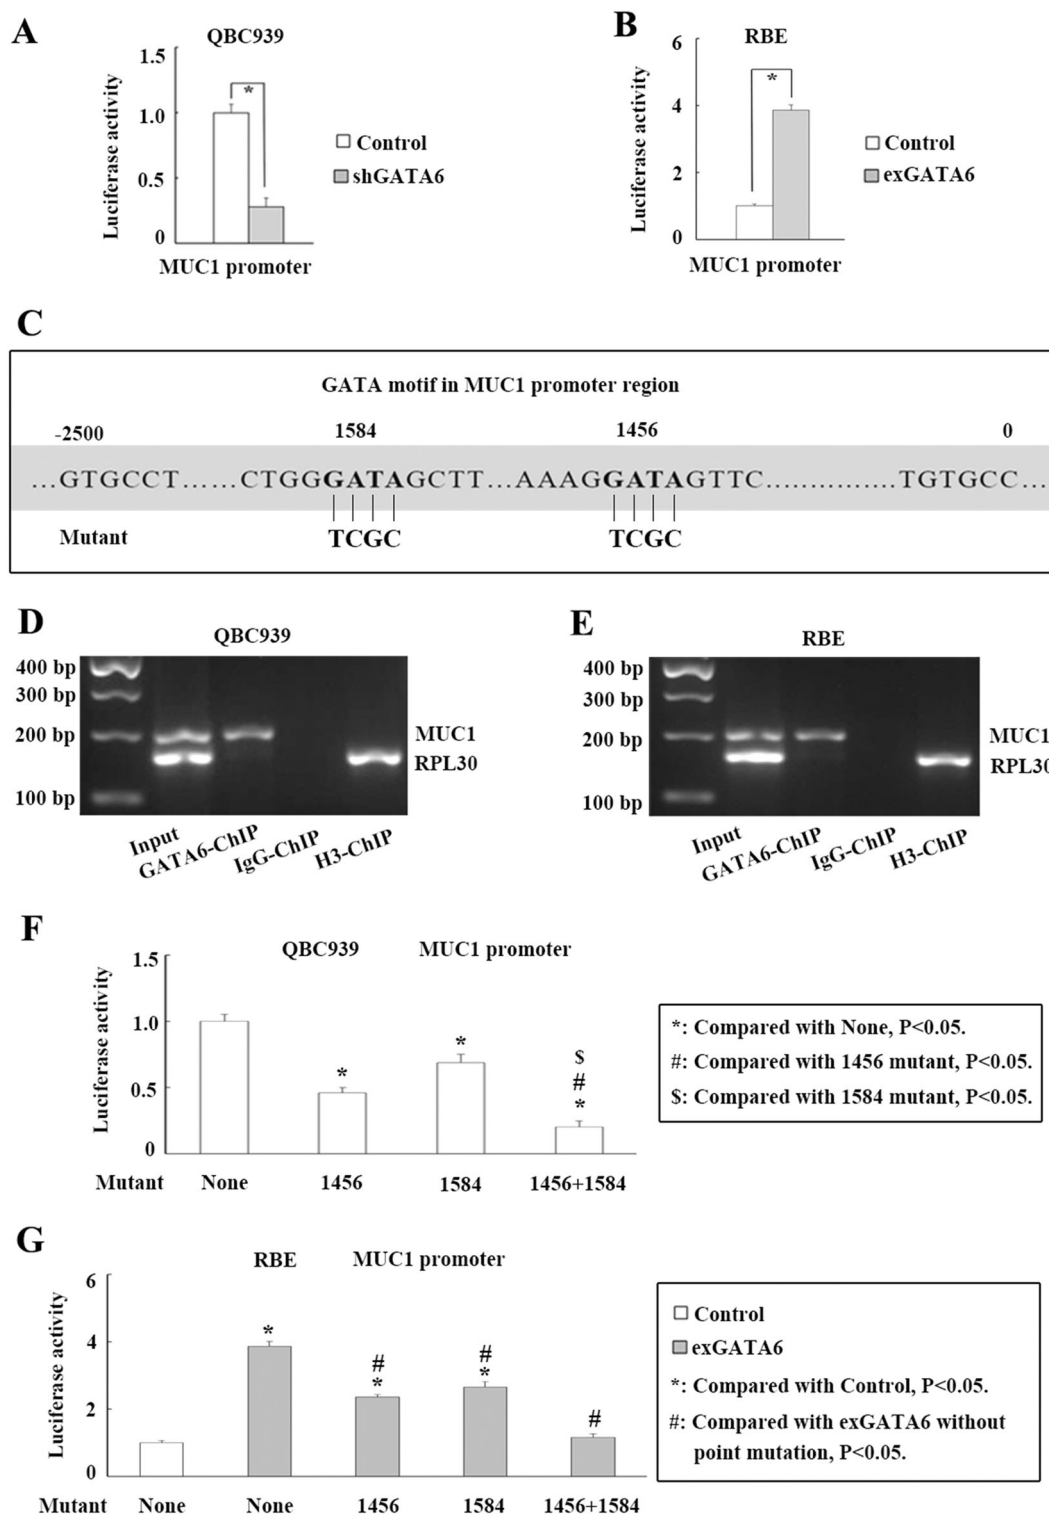 A
QBC939
Luciferase activity
1.5
1.0
0.5
0
*
Control
shGATA6
MUC1 promoter
B
RBE
Luciferase activity
6
4
2
0
*
Control
exGATA6
MUC1 promoter
C
GATA motif in MUC1 promoter region
-2500 1584 1456 0
...GTGCCT......CTGGGATAGCTT...AAAGGATAGTTC..............TGTGCC...
Mutant TCGC TCGC
D
QBC939
400 bp
300 bp
200 bp
100 bp
MUC1
RPL30
Input
GATA6-ChIP
IgG-ChIP
H3-ChIP
E
RBE
400 bp
300 bp
200 bp
100 bp
MUC1
RPL30
Input
GATA6-ChIP
IgG-ChIP
H3-ChIP
F
QBC939 MUC1 promoter
Luciferase activity
1.5
1.0
0.5
0
*
*
$
#
*
Mutant None 1456 1584 1456+1584
*: Compared with None, P<0.05.
#: Compared with 1456 mutant, P<0.05.
$: Compared with 1584 mutant, P<0.05.
G
RBE MUC1 promoter
Luciferase activity
6
4
2
0
*
#
*
#
*
#
Mutant None None 1456 1584 1456+1584
Control
exGATA6
*: Compared with Control, P<0.05.
#: Compared with exGATA6 without
point mutation, P<0.05.